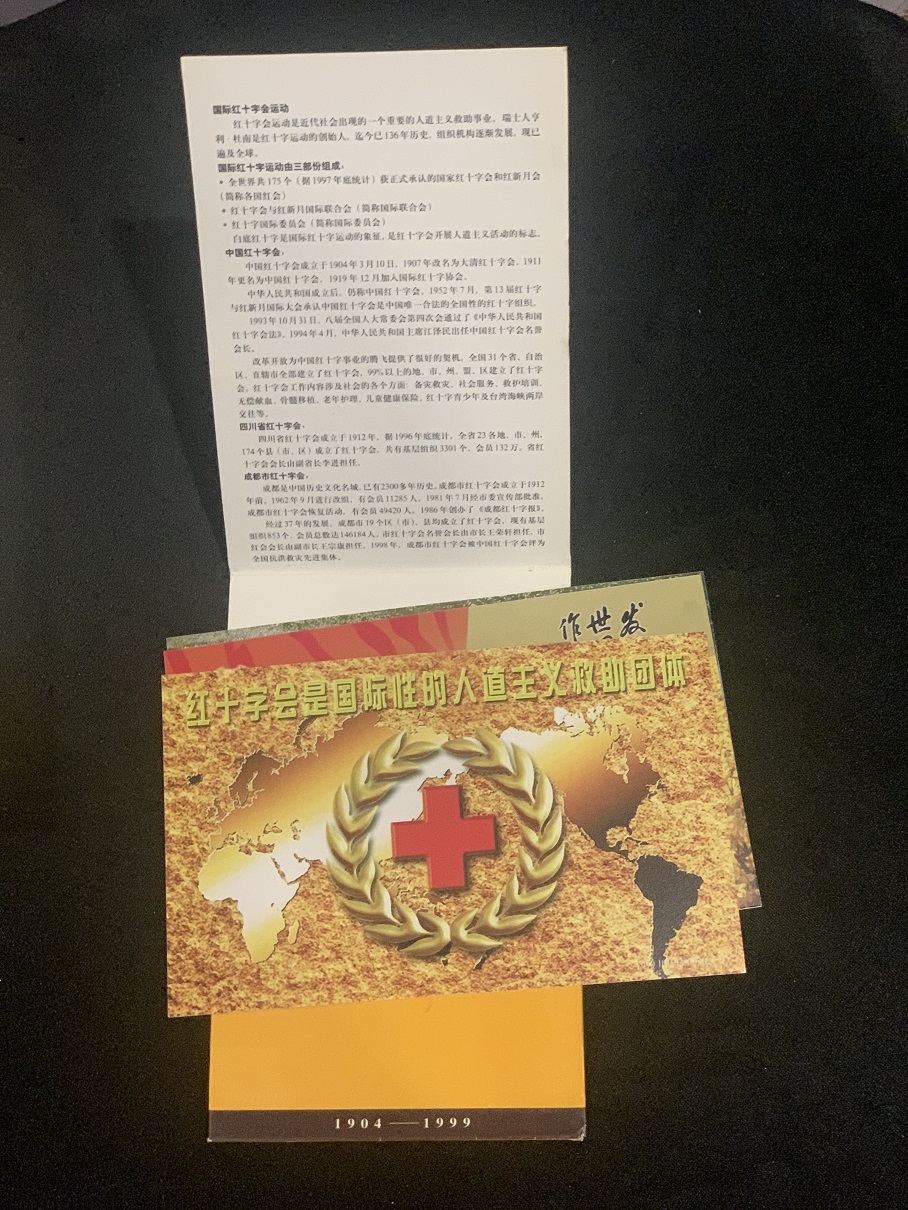 国际红十字会运动
红十字会运动是近代社会出现的一个重要的人道主义救助事业。瑞士人亨
利·杜南是红十字运动的创始人。迄今已136年历史，组织机构逐渐发展，现已
遍及全球。
国际红十字运动由三部份组成：
• 全世界共175个（据1997年底统计）获正式承认的国家红十字会和红新月会
（简称各国红会）
• 红十字会与红新月国际联合会（简称国际联合会）
• 红十字国际委员会（简称国际委员会）
白底红十字是国际红十字运动的象征，是红十字会开展人道主义活动的标志。
中国红十字会：
中国红十字会成立于1904年3月10日，1907年改名为大清红十字会。1911
年更名为中国红十字会。1919年12月加入国际红十字协会。
中华人民共和国成立后，仍称中国红十字会。1952年7月，第13届红十字
与红新月国际大会承认中国红十字会是中国唯一合法的全国性的红十字组织。
1993年10月31日，八届全国人大常委会第四次会了通过了《中华人民共和国
红十字会法》。1994年4月，中华人民共和国主席江泽民出任中国红十字会名誉
会长。
改革开放为中国红十字事业的腾飞提供了很好的契机。全国31个省、自治
区、直辖市全部建立了红十字会，99%以上的地、市、州、盟、区建立了红十字
会。红十字会工作内容涉及社会的各个方面：备灾救灾、社会服务、救护培训、
无偿献血、骨髓移植、老年护理、儿童健康保险、红十字青少年及台湾海峡两岸
交往等。
四川省红十字会：
四川省红十字会成立于1912年，据1996年底统计，全省23各地、市、州，
174个县（市、区）成立了红十字会，共有基层组织3301个，会员132万，省红
十字会会长由副省长李进担任。
成都市红十字会：
成都是中国历史文化名城，已有2300多年历史。成都市红十字会成立于1912
年前，1962年9月进行改组，有会员11285人，1981年7月经市委宣传部批准，
成都市红十字会恢复活动，有会员49420人，1986年创办了《成都红十字报》。
经过37年的发展，成都市19个区（市）、县均成立了红十字会，现有基层
组织853个，会员总数达146184人，市红十字会名誉会长由市长王荣轩担任，市
红会会长由副市长王宗康担任。1998年，成都市红十字会被中国红十字会评为
全国抗洪救灾先进集体。
作世发
红十字会是国际性的人道主义救助团体
1904——1999